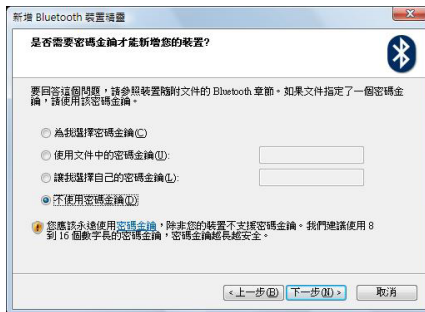 新增 Bluetooth 裝置精靈
是否需要密碼金鑰才能新增您的裝置?
要回答這個問題，請參照裝置隨附文件的 Bluetooth 章節。如果文件指定了一個密碼金
鑰，請使用該密碼金鑰。
為我選擇密碼金鑰(C)
使用文件中的密碼金鑰(U):
讓我選擇自己的密碼金鑰(L):
不使用密碼金鑰(D)
您應該永遠使用密碼金鑰，除非您的裝置不支援密碼金鑰。我們建議使用 8
到 16 個數字長的密碼金鑰，密碼金鑰越長越安全。
<上一步(B) 下一步(N)> 取消